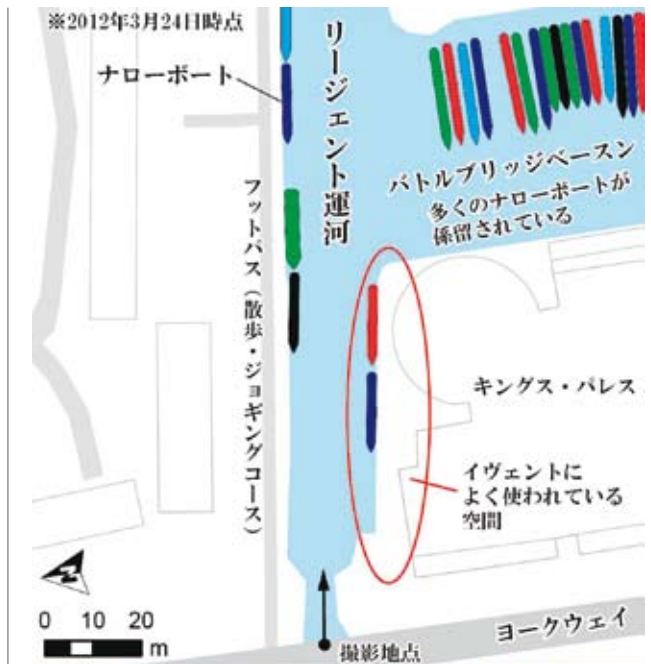 ※2012年3月24日時点
ナローボート
リージェント運河
バトルブリッジベースン
多くのナローボートが
係留されている
フットパス（散歩・ジョギングコース）
キングス・パレス
イヴェントに
よく使われている
空間
N
0 10 20
m
撮影地点
ヨークウェイ